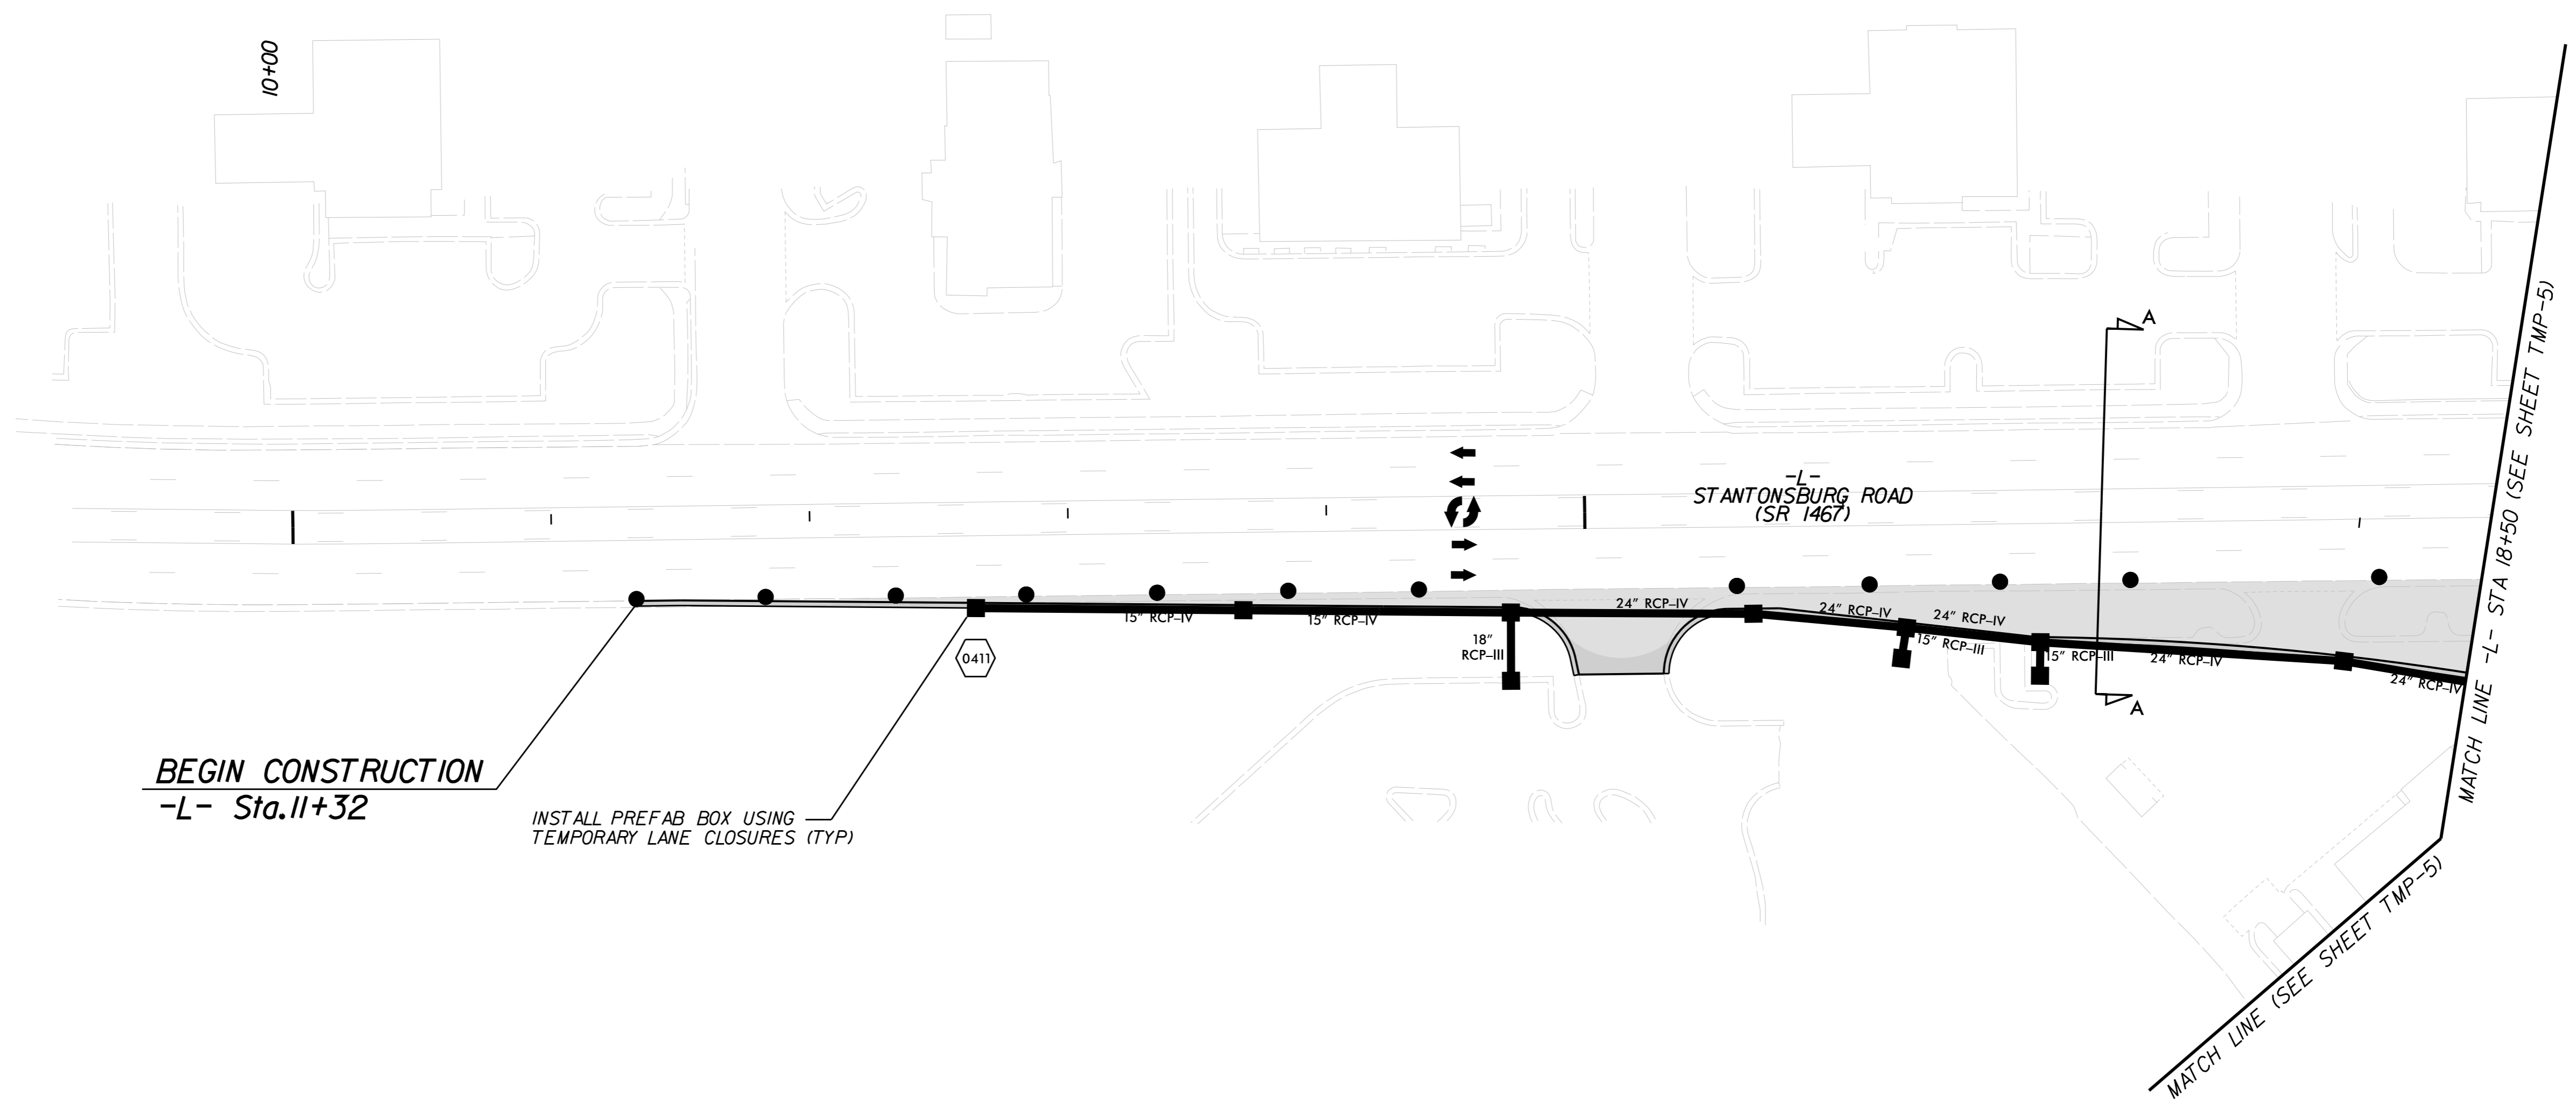 10+00
A
-L-
STANTONSBURG ROAD
(SR 1467)
15" RCP-IV
15" RCP-IV
24" RCP-IV
24" RCP-IV
24" RCP-IV
18"
RCP-III
15" RCP-III
15" RCP-III
24" RCP-IV
24" RCP-IV
0411
A
BEGIN CONSTRUCTION
-L- Sta.11+32
INSTALL PREFAB BOX USING
TEMPORARY LANE CLOSURES (TYP)
MATCH LINE -L- STA 18+50 (SEE SHEET TMP-5)
MATCH LINE (SEE SHEET TMP-5)